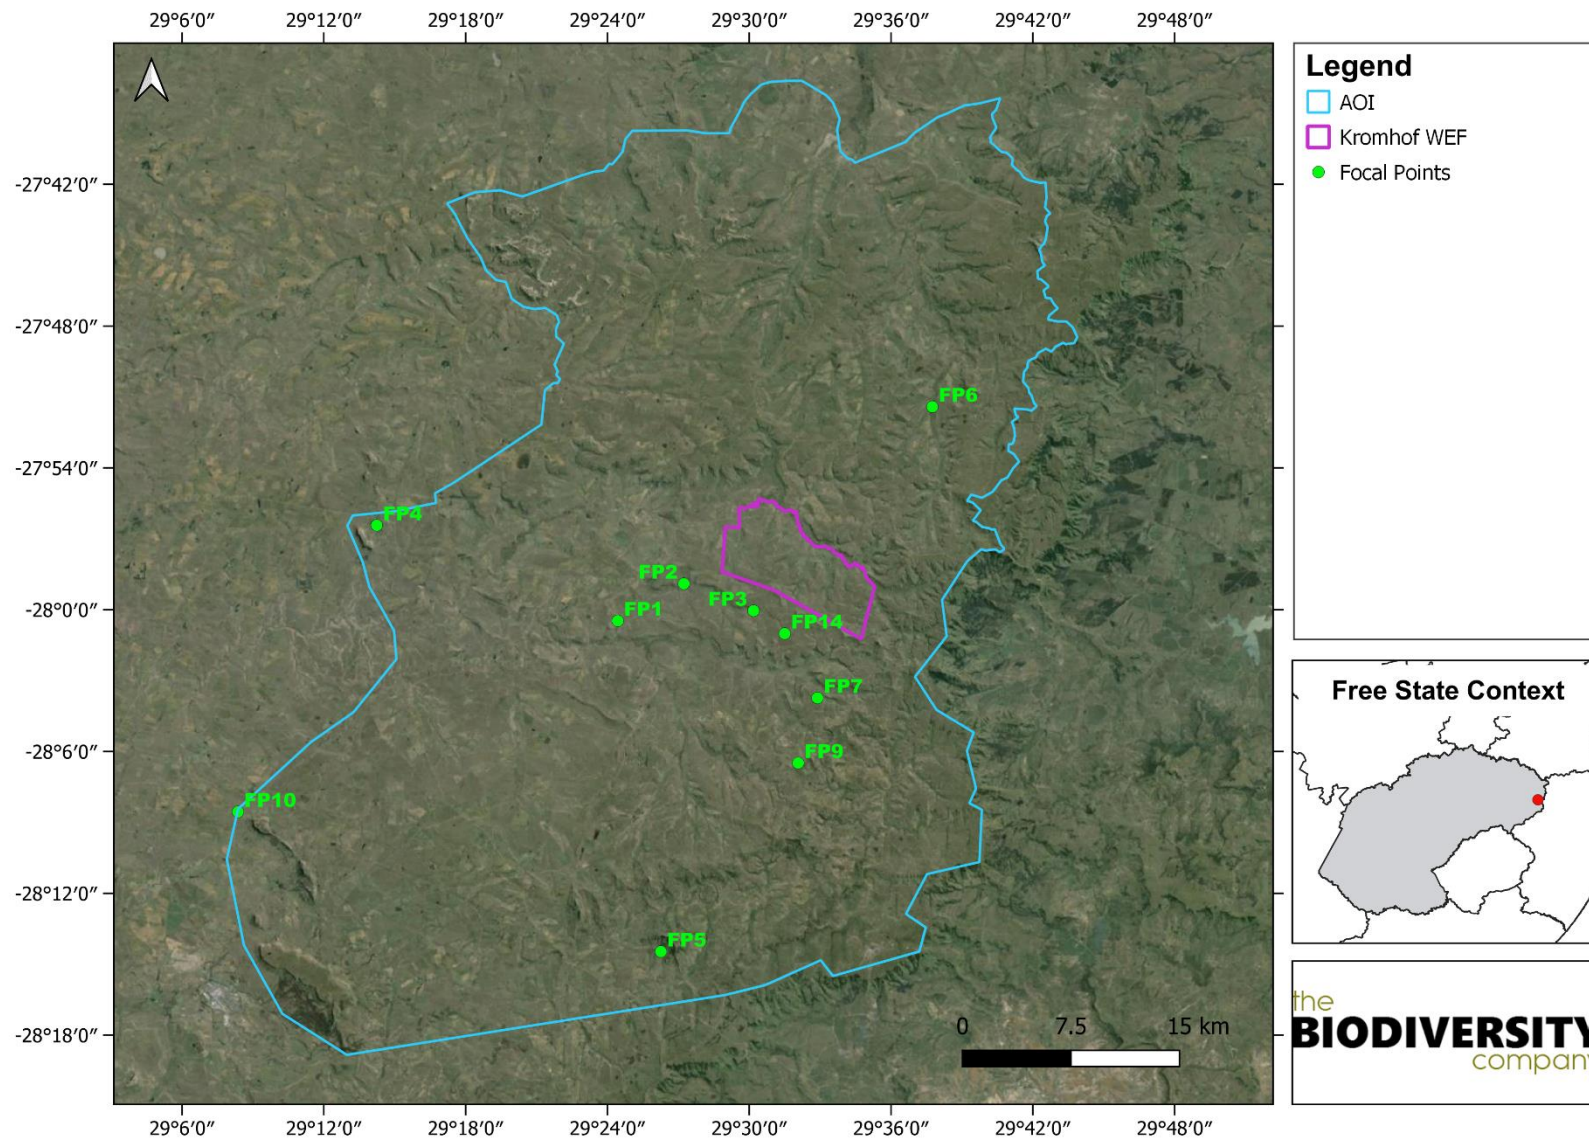 29°6′0″ 29°12′0″ 29°18′0″ 29°24′0″ 29°30′0″ 29°36′0″ 29°42′0″ 29°48′0″
Legend
AOI
Kromhof WEF
Focal Points
-27°42′0″
-27°48′0″
-27°54′0″
-28°0′0″
-28°6′0″
-28°12′0″
-28°18′0″
FP6
FP4
FP2
FP3
FP1
FP14
FP7
FP9
FP10
FP5
0 7.5 15 km
Free State Context
the
BIODIVERSITY
company
29°6′0″ 29°12′0″ 29°18′0″ 29°24′0″ 29°30′0″ 29°36′0″ 29°42′0″ 29°48′0″